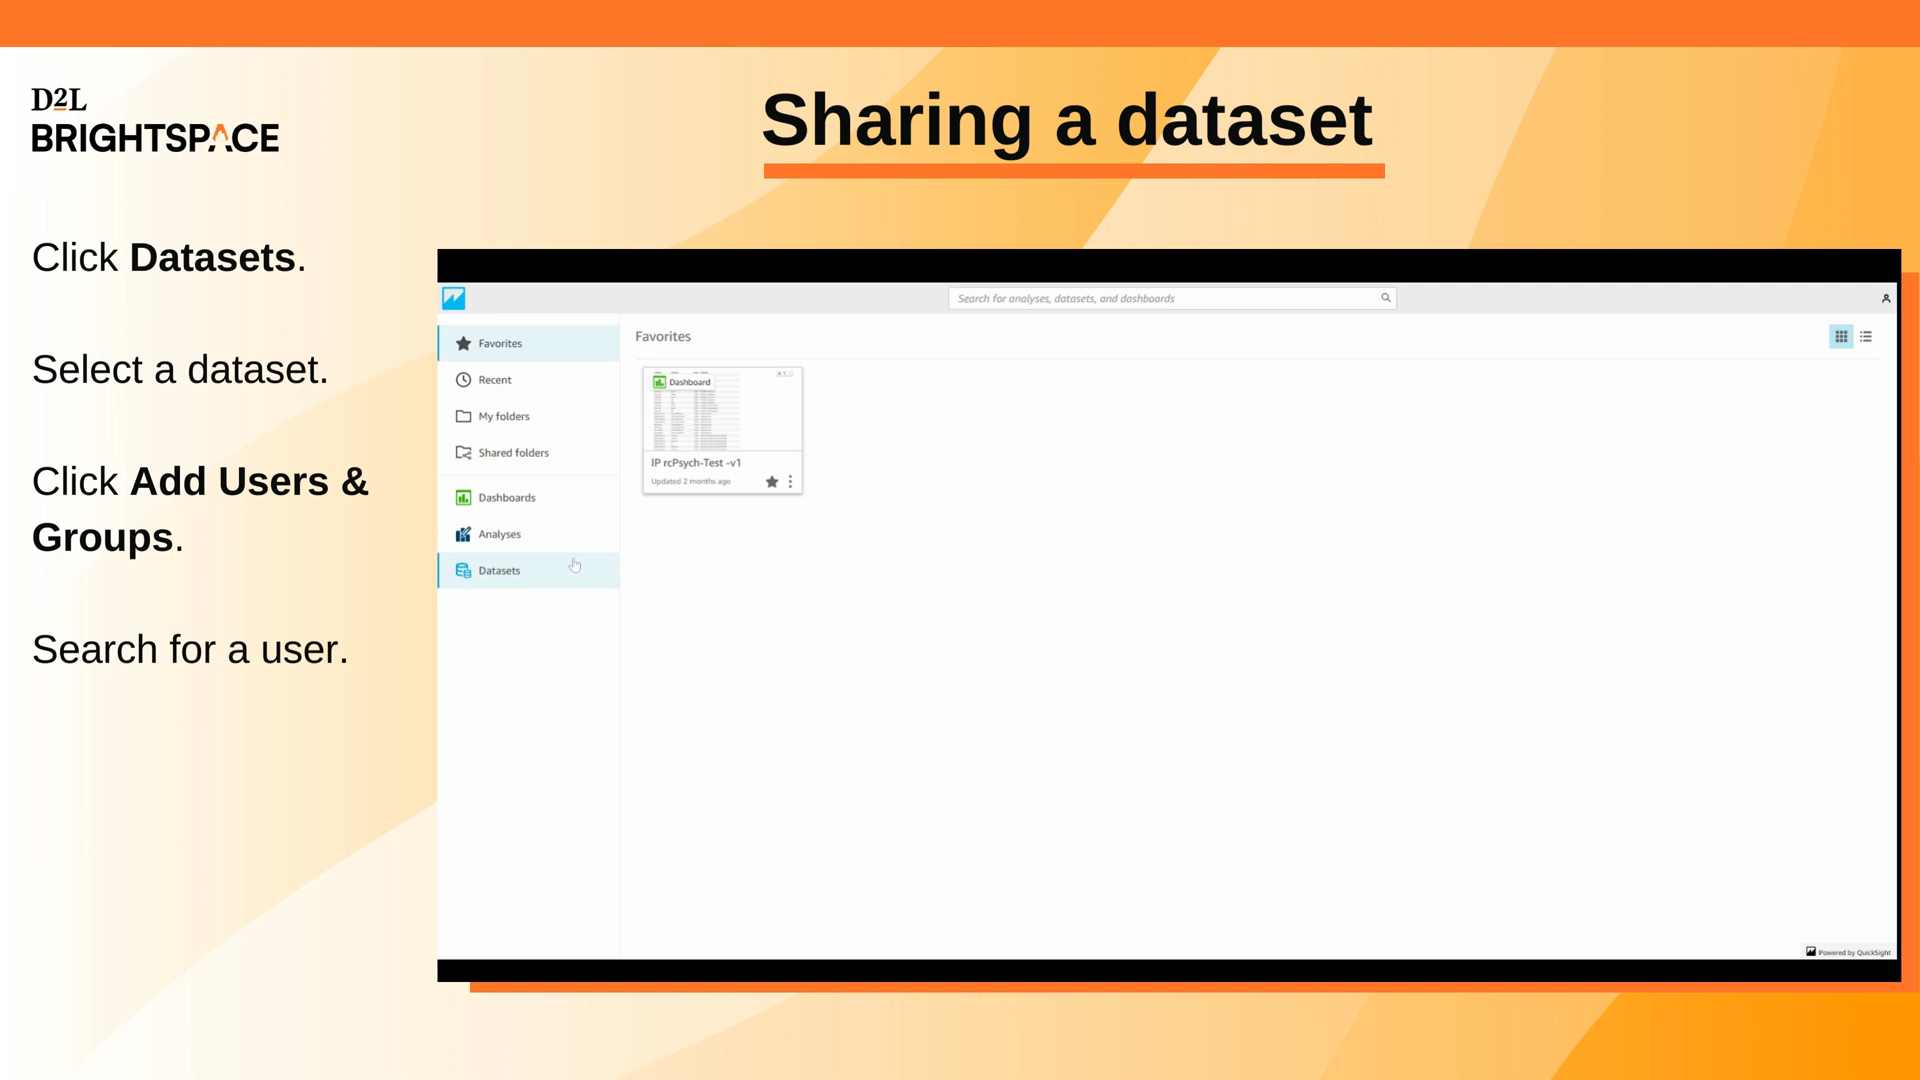 D2L
BRIGHTSPACE
Sharing a dataset
Click Datasets.
Select a dataset.
Click Add Users &
Groups.
Search for a user.
Search for analyses, datasets, and dashboards
Favorites
Recent
My folders
Shared folders
Dashboards
Analyses
Datasets
Favorites
Dashboard
IP rcPsych-Test -v1
Updated 2 months ago
Powered by QuickSight